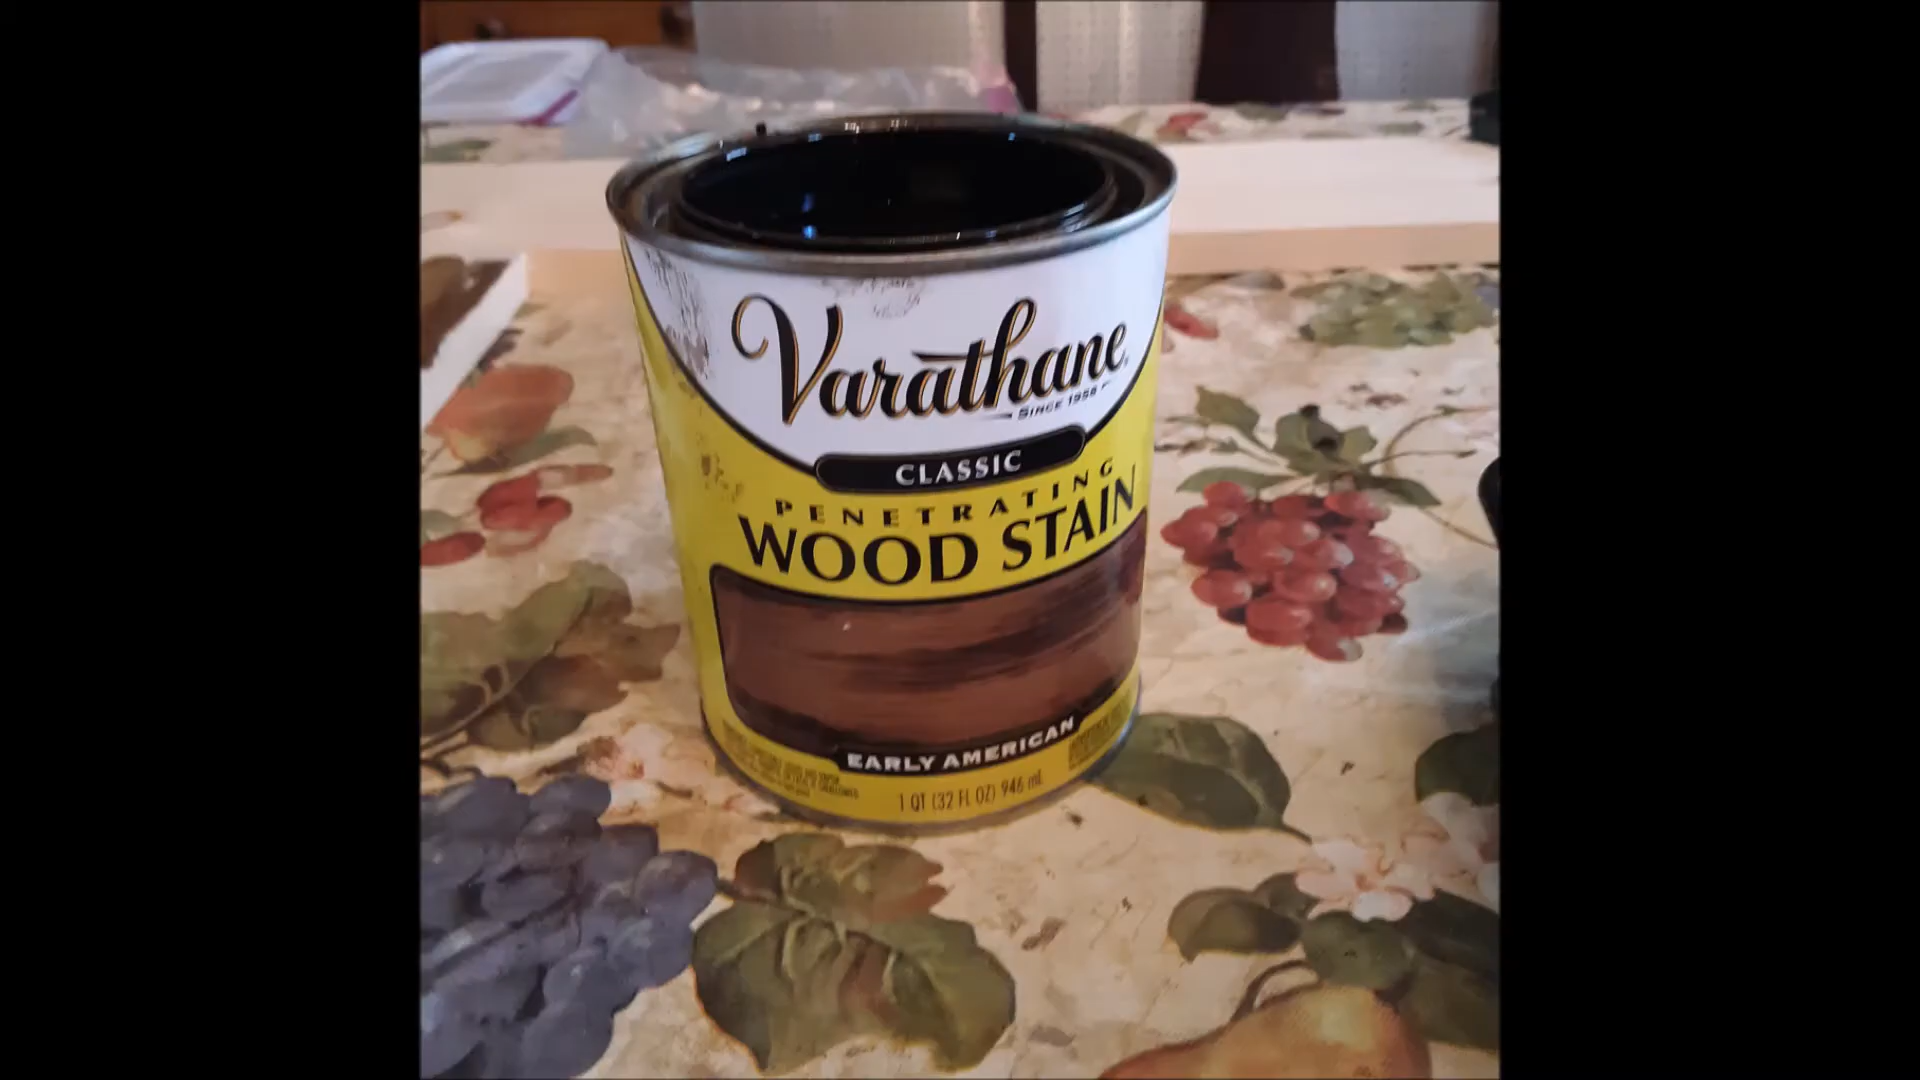 Varathane
SINCE 1958
CLASSIC
PENETRATING
WOOD STAIN
EARLY AMERICAN
1 QT (32 FL OZ) 946 mL